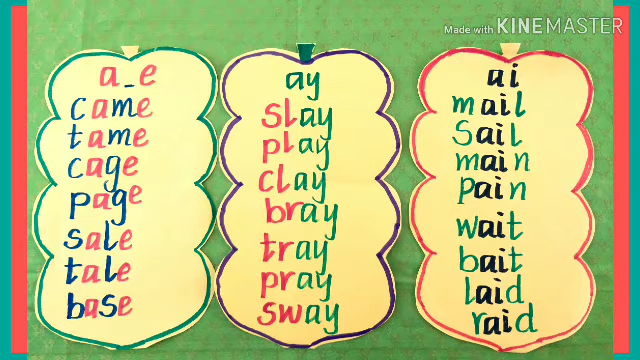 Made with KINEMASTER
a_e
came
tame
cage
page
sale
tale
base
ay
slay
play
clay
bray
tray
pray
sway
ai
mail
Sail
main
pain
wait
bait
laid
raid